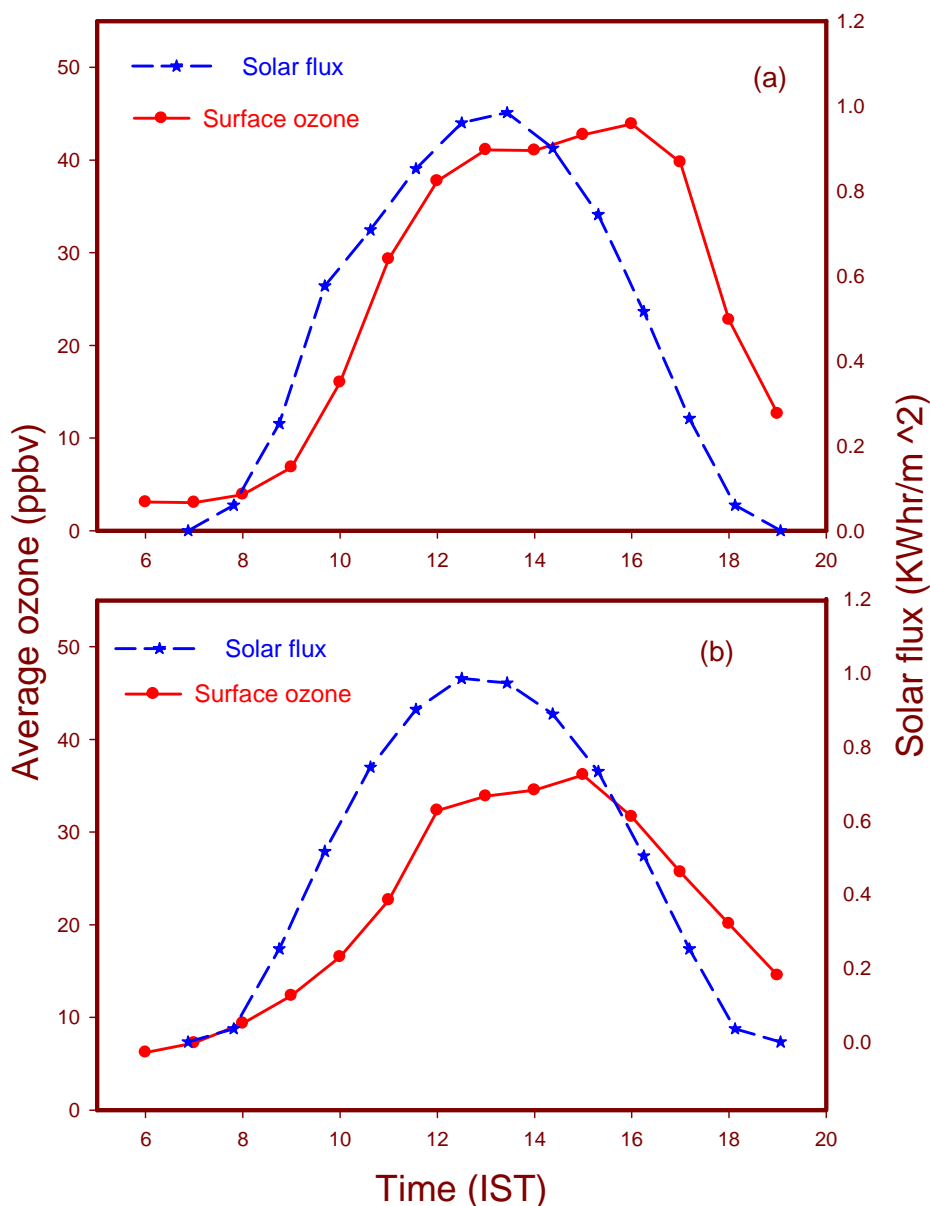 Average ozone (ppbv)
Solar flux (KWhr/m ^2)
Solar flux
Surface ozone
(a)
50
40
30
20
10
0
1.2
1.0
0.8
0.6
0.4
0.2
0.0
6 8 10 12 14 16 18 20
Solar flux
Surface ozone
(b)
50
40
30
20
10
0
1.2
1.0
0.8
0.6
0.4
0.2
0.0
6 8 10 12 14 16 18 20
Time (IST)